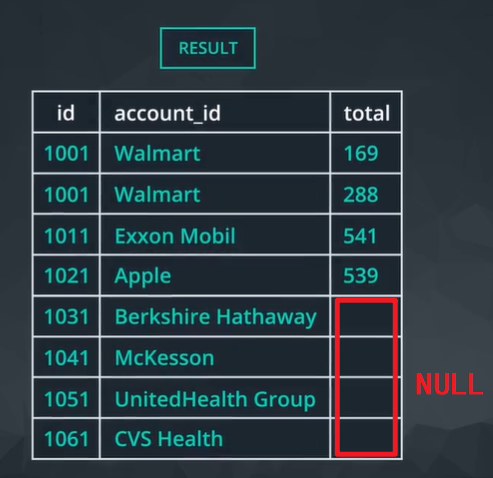 RESULT
id account_id total
1001 Walmart 169
1001 Walmart 288
1011 Exxon Mobil 541
1021 Apple 539
1031 Berkshire Hathaway
1041 McKesson
1051 UnitedHealth Group
1061 CVS Health
NULL